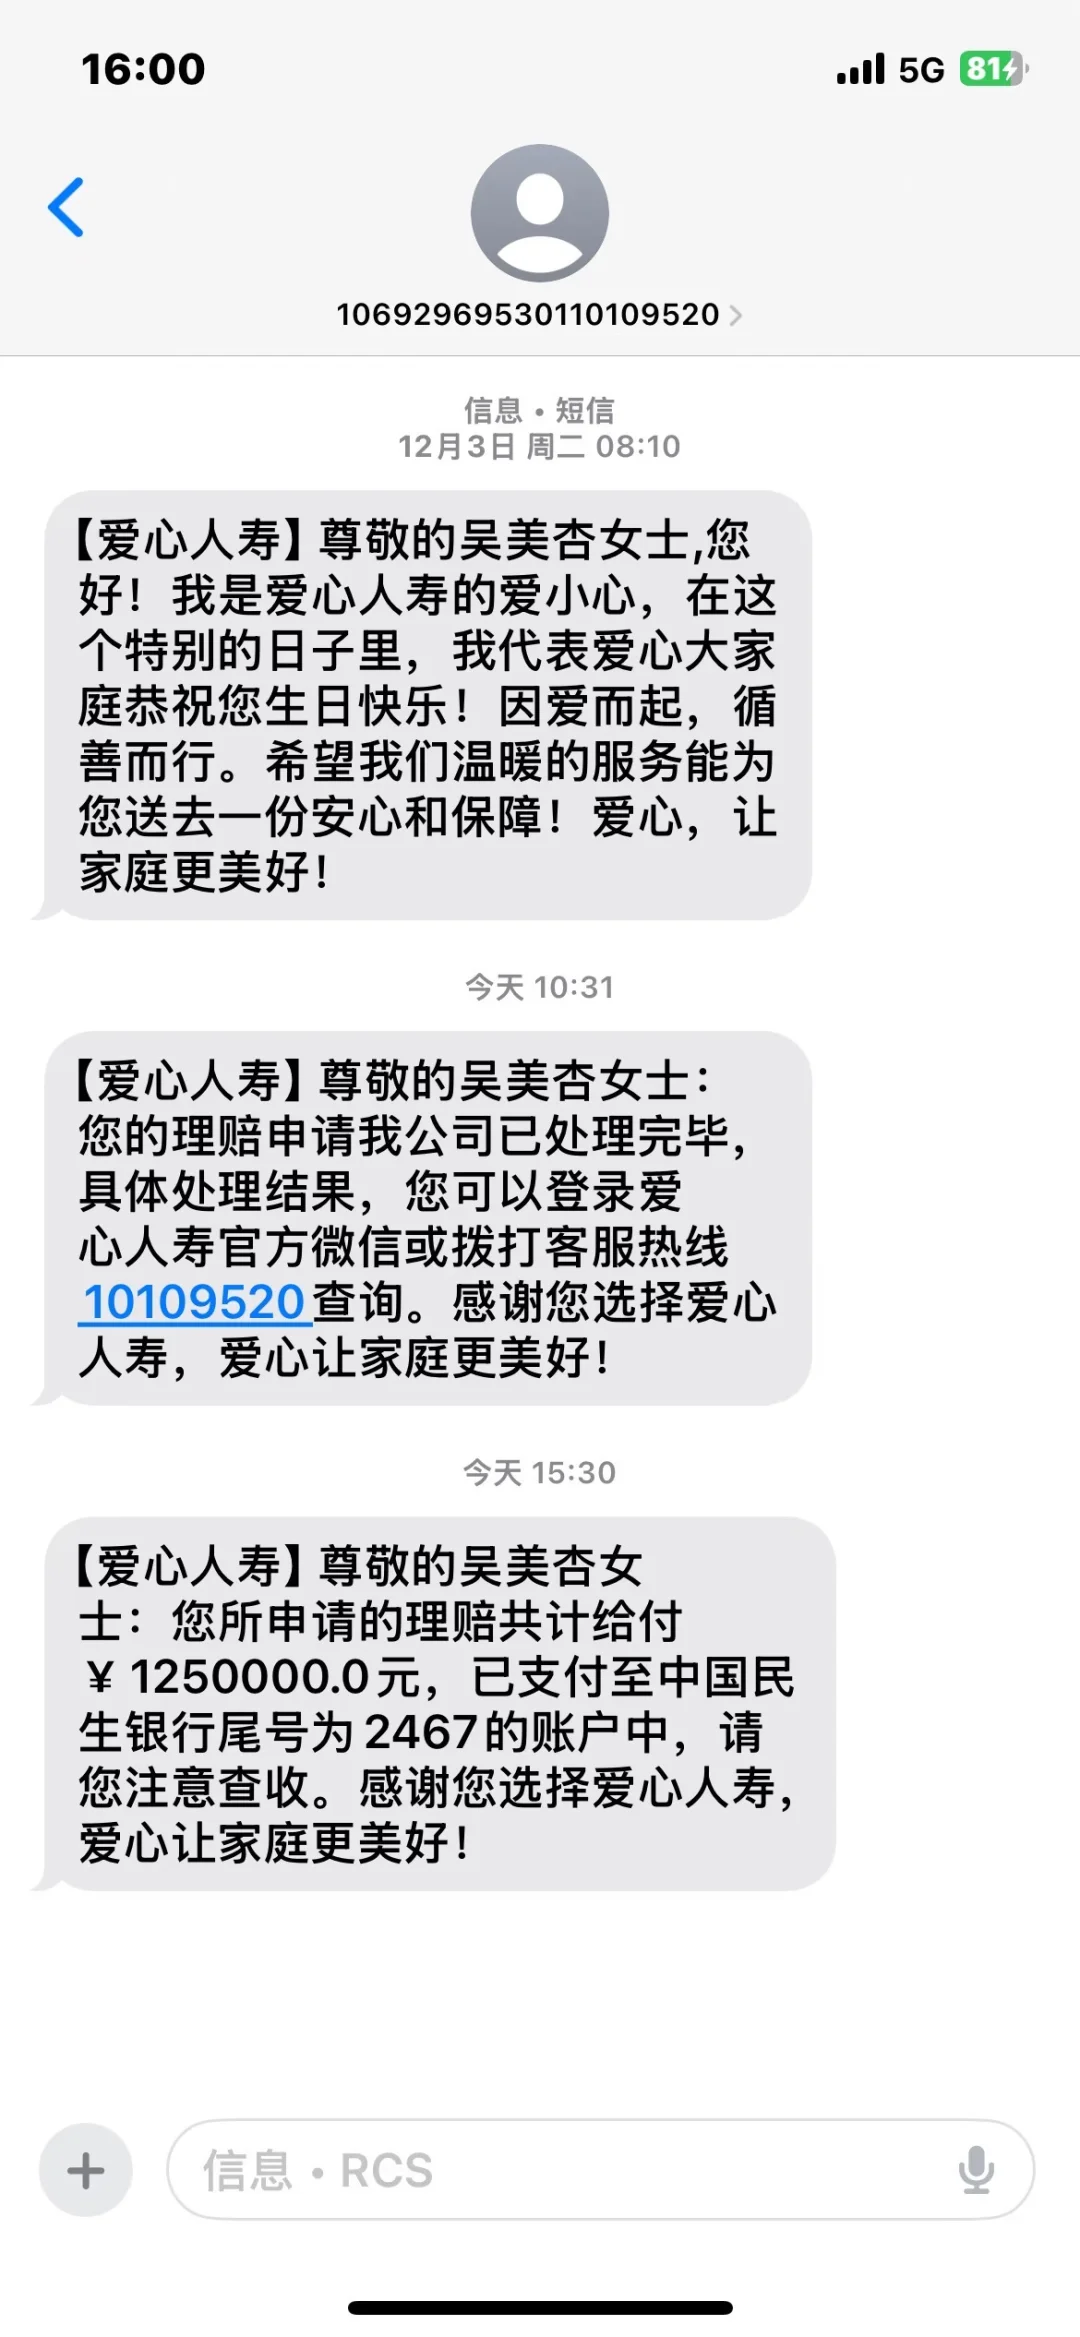 16:00
5G 81
10692969530110109520
信息 • 短信
12月3日 周二 08:10
【爱心人寿】尊敬的吴美杏女士,您
好！我是爱心人寿的爱小心，在这
个特别的日子里，我代表爱心大家
庭恭祝您生日快乐！因爱而起，循
善而行。希望我们温暖的服务能为
您送去一份安心和保障！爱心，让
家庭更美好！
今天 10:31
【爱心人寿】尊敬的吴美杏女士：
您的理赔申请我公司已处理完毕，
具体处理结果，您可以登录爱
心人寿官方微信或拨打客服热线
10109520查询。感谢您选择爱心
人寿，爱心让家庭更美好！
今天 15:30
【爱心人寿】尊敬的吴美杏女
士：您所申请的理赔共计给付
￥1250000.0元，已支付至中国民
生银行尾号为2467的账户中，请
您注意查收。感谢您选择爱心人寿，
爱心让家庭更美好！
信息 • RCS